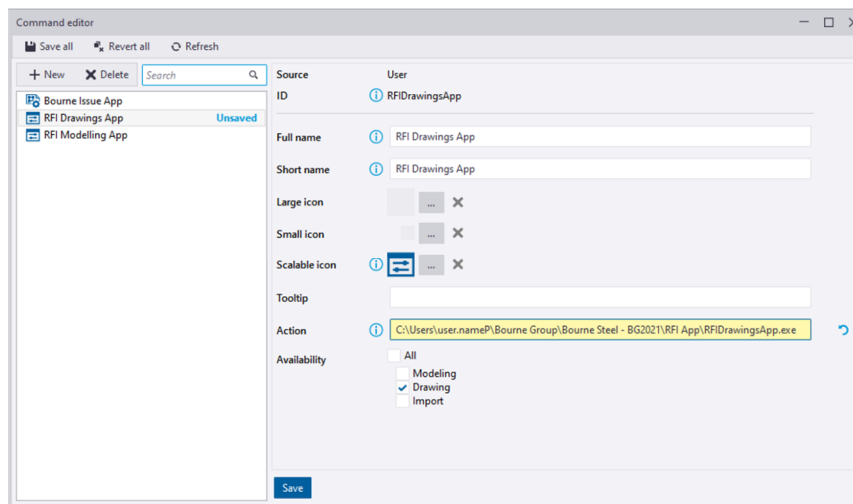 Command editor
Save all Revert all Refresh
New Delete Search
Bourne Issue App
RFI Drawings App Unsaved
RFI Modelling App
Source User
ID RFIDrawingsApp
Full name RFI Drawings App
Short name RFI Drawings App
Large icon ...
Small icon ...
Scalable icon ...
Tooltip
Action C:\Users\user.nameP\Bourne Group\Bourne Steel - BG2021\RFI App\RFIDrawingsApp.exe
Availability All
Modeling
Drawing
Import
Save